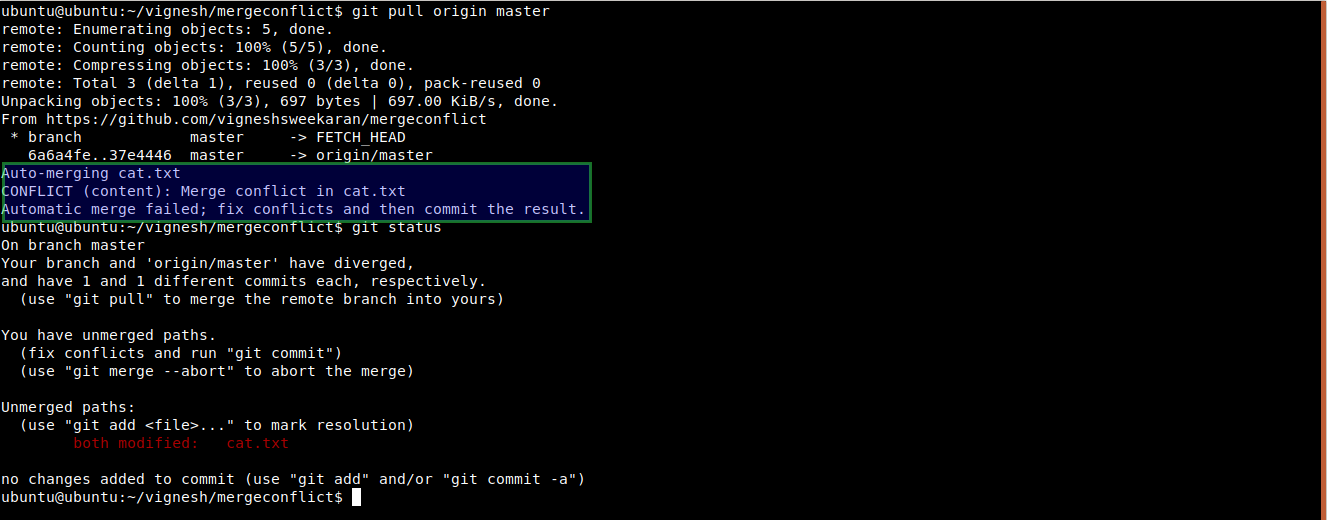 ubuntu@ubuntu:~/vignesh/mergeconflict$ git pull origin master
remote: Enumerating objects: 5, done.
remote: Counting objects: 100% (5/5), done.
remote: Compressing objects: 100% (3/3), done.
remote: Total 3 (delta 1), reused 0 (delta 0), pack-reused 0
Unpacking objects: 100% (3/3), 697 bytes | 697.00 KiB/s, done.
From https://github.com/vigneshsweekaran/mergeconflict
 * branch            master     -> FETCH_HEAD
   6a6a4fe..37e4446  master     -> origin/master
Auto-merging cat.txt
CONFLICT (content): Merge conflict in cat.txt
Automatic merge failed; fix conflicts and then commit the result.
ubuntu@ubuntu:~/vignesh/mergeconflict$ git status
On branch master
Your branch and 'origin/master' have diverged,
and have 1 and 1 different commits each, respectively.
  (use "git pull" to merge the remote branch into yours)

You have unmerged paths.
  (fix conflicts and run "git commit")
  (use "git merge --abort" to abort the merge)

Unmerged paths:
  (use "git add <file>..." to mark resolution)
        both modified:   cat.txt

no changes added to commit (use "git add" and/or "git commit -a")
ubuntu@ubuntu:~/vignesh/mergeconflict$